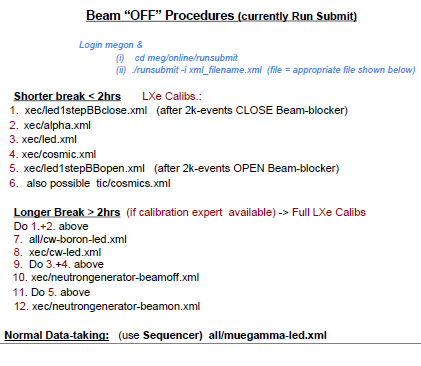 Beam “OFF” Procedures (currently Run Submit)
Login megon &
(i) cd meg/online/runsubmit
(ii) ./runsubmit -i xml_filename.xml (file = appropriate file shown below)
Shorter break < 2hrs LXe Calibs.:
1. xec/led1stepBBclose.xml (after 2k-events CLOSE Beam-blocker)
2. xec/alpha.xml
3. xec/led.xml
4. xec/cosmic.xml
5. xec/led1stepBBopen.xml (after 2k-events OPEN Beam-blocker)
6. also possible tic/cosmics.xml
Longer Break > 2hrs (if calibration expert available) -> Full LXe Calibs
Do 1.+2. above
7. all/cw-boron-led.xml
8. xec/cw-led.xml
9. Do 3.+4. above
10. xec/neutrongenerator-beamoff.xml
11. Do 5. above
12. xec/neutrongenerator-beamon.xml
Normal Data-taking: (use Sequencer) all/muegamma-led.xml